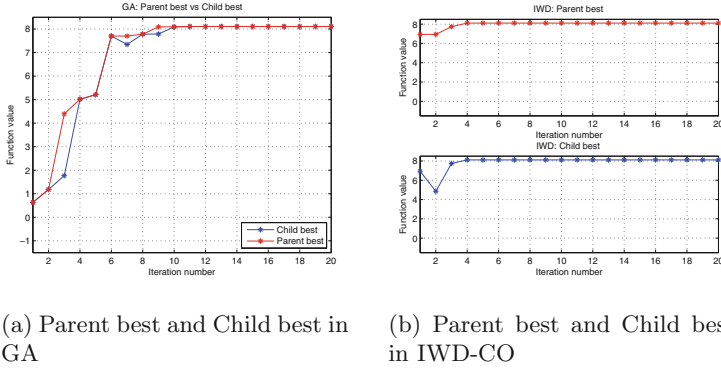 GA: Parent best vs Child best
8
7
6
5
4
3
2
1
0
−1
Function value
2 4 6 8 10 12 14 16 18 20
Iteration number
Child best
Parent best
IWD: Parent best
8
6
4
2
0
Function value
2 4 6 8 10 12 14 16 18 20
Iteration number
IWD: Child best
8
6
4
2
0
Function value
2 4 6 8 10 12 14 16 18 20
Iteration number
(a) Parent best and Child best in
GA
(b) Parent best and Child bes
in IWD-CO